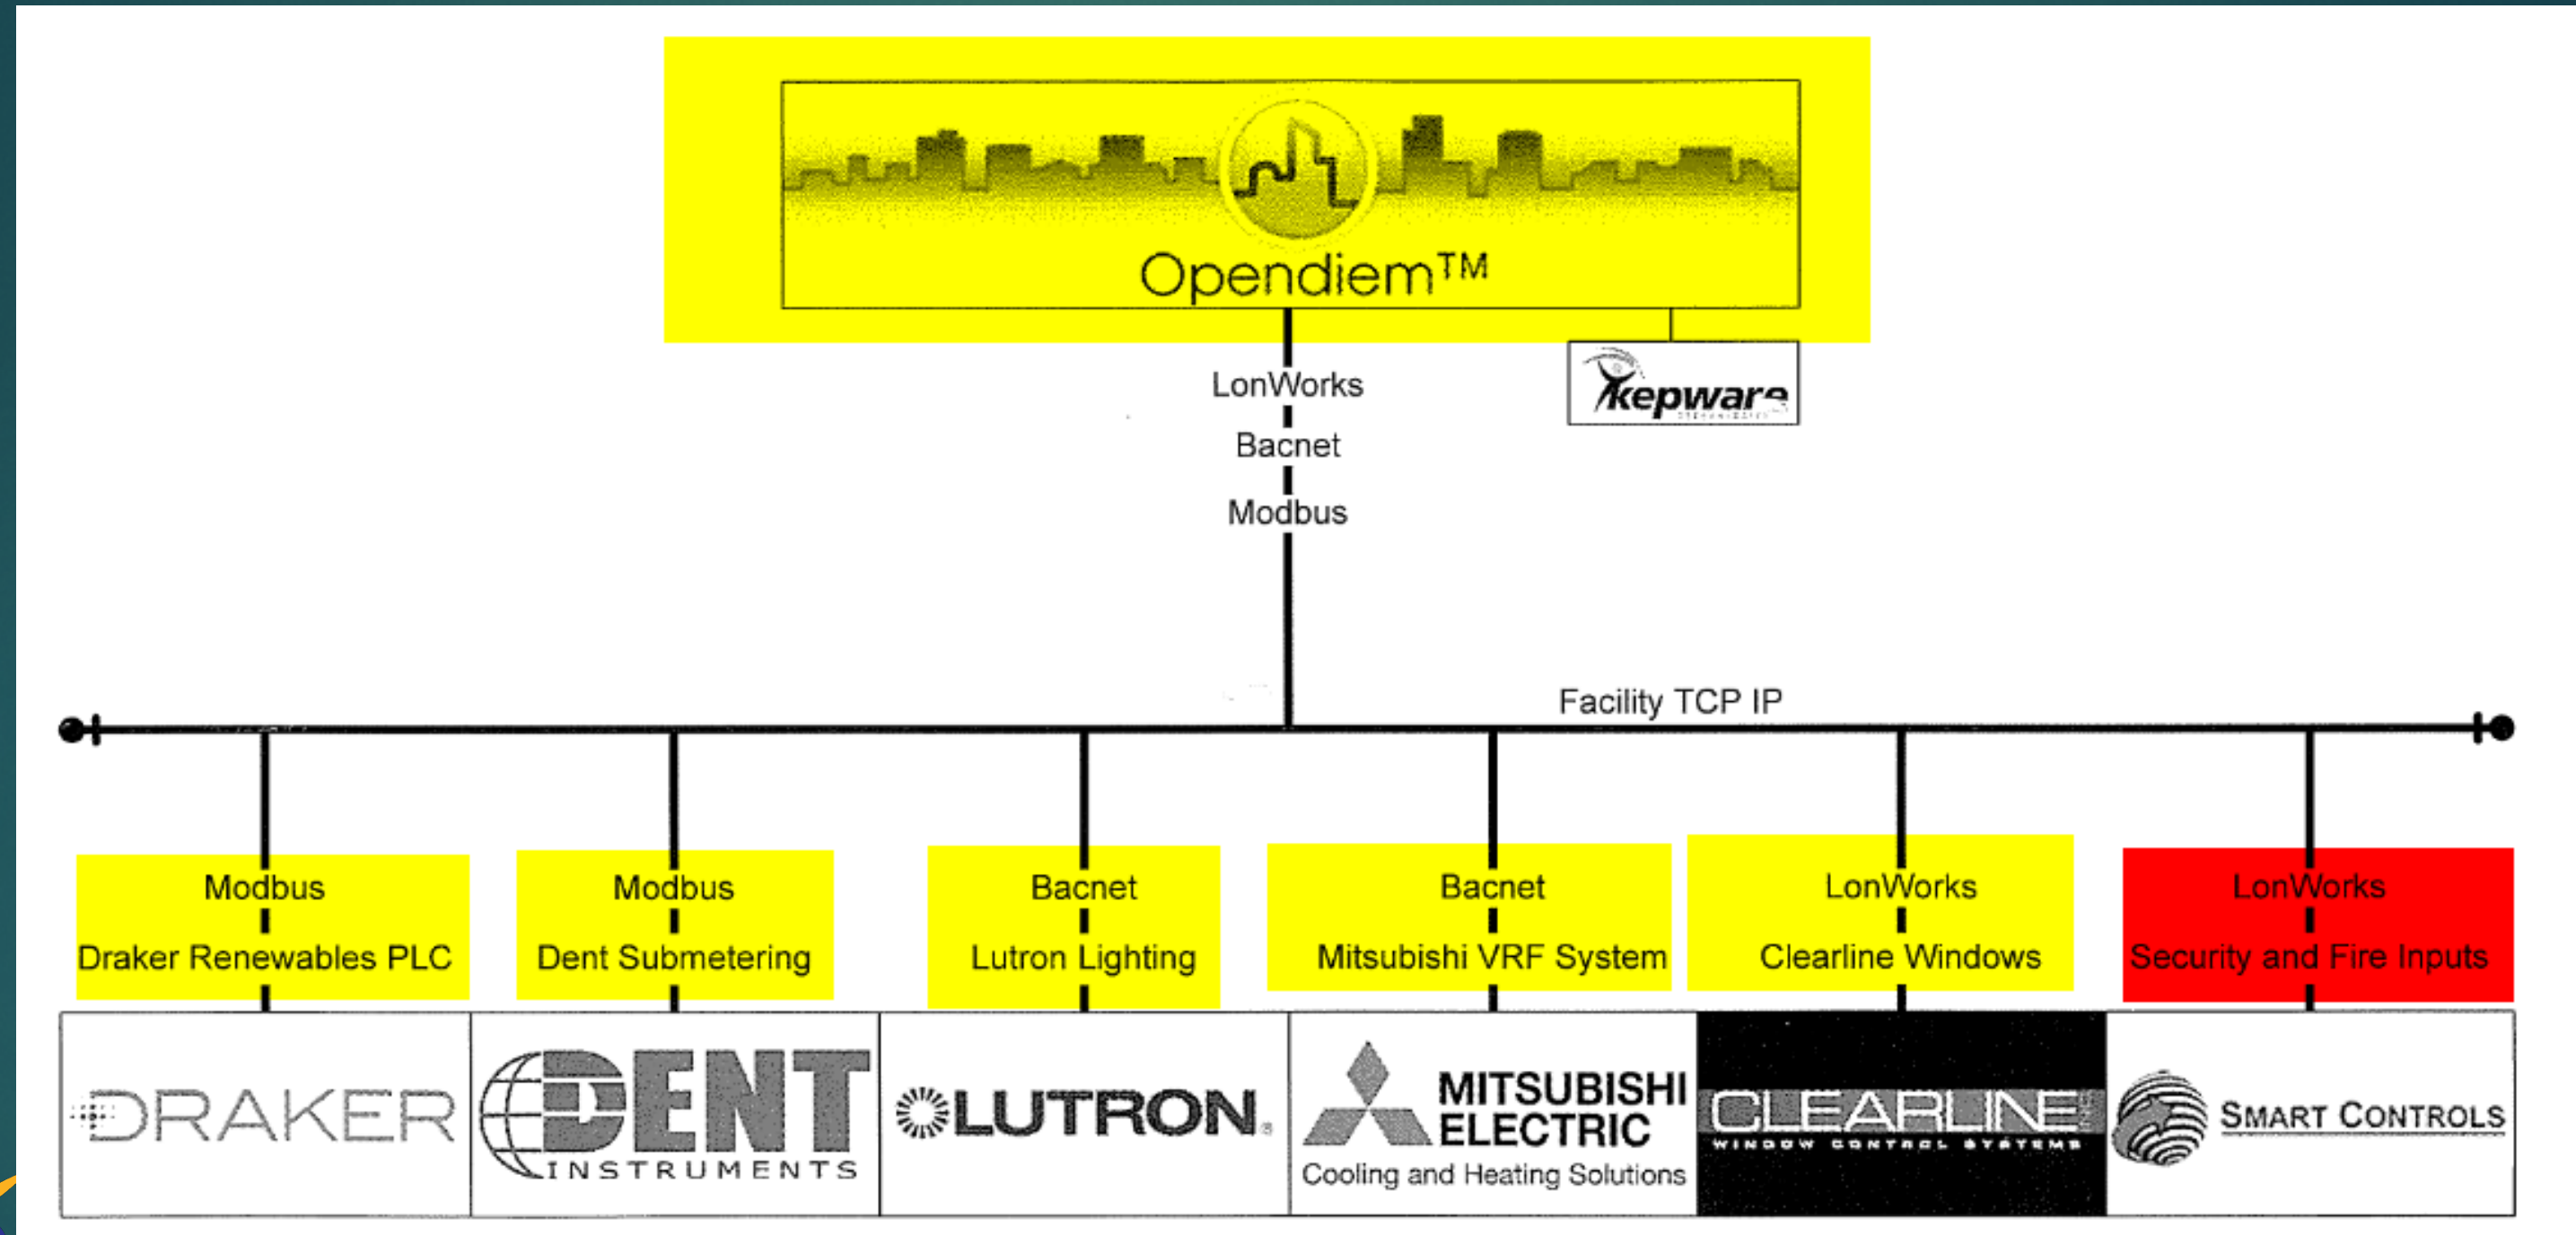 Opendiem™
kepware
LonWorks
Bacnet
Modbus
Facility TCP IP
Modbus
Draker Renewables PLC
Modbus
Dent Submetering
Bacnet
Lutron Lighting
Bacnet
Mitsubishi VRF System
LonWorks
Clearline Windows
LonWorks
Security and Fire Inputs
DRAKER
DENT
INSTRUMENTS
LUTRON®
MITSUBISHI
ELECTRIC
Cooling and Heating Solutions
CLEARLINE
WINDOW CONTROL SYSTEMS
SMART CONTROLS